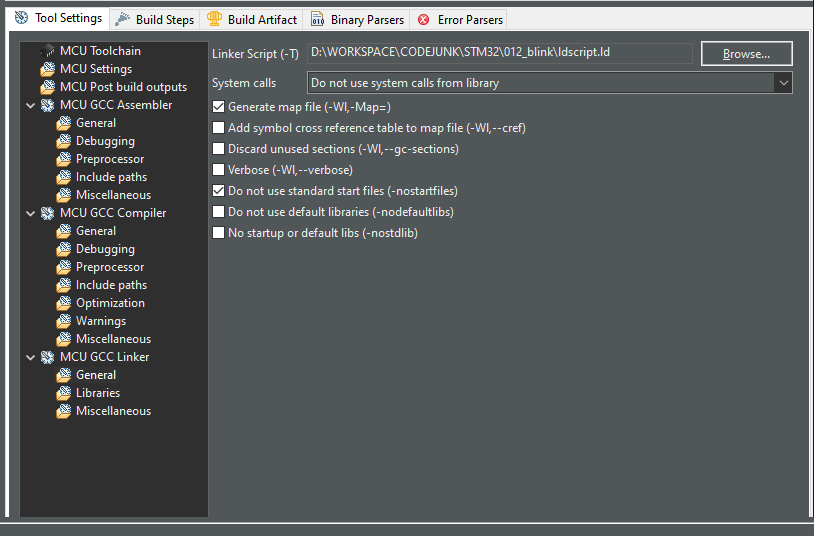 Tool Settings Build Steps Build Artifact Binary Parsers Error Parsers
MCU Toolchain
MCU Settings
MCU Post build outputs
MCU GCC Assembler
General
Debugging
Preprocessor
Include paths
Miscellaneous
MCU GCC Compiler
General
Debugging
Preprocessor
Include paths
Optimization
Warnings
Miscellaneous
MCU GCC Linker
General
Libraries
Miscellaneous
Linker Script (-T) D:\WORKSPACE\CODEJUNK\STM32\012_blink\ldscript.ld Browse...
System calls Do not use system calls from library
Generate map file (-Wl,-Map=)
Add symbol cross reference table to map file (-Wl,--cref)
Discard unused sections (-Wl,--gc-sections)
Verbose (-Wl,--verbose)
Do not use standard start files (-nostartfiles)
Do not use default libraries (-nodefaultlibs)
No startup or default libs (-nostdlib)